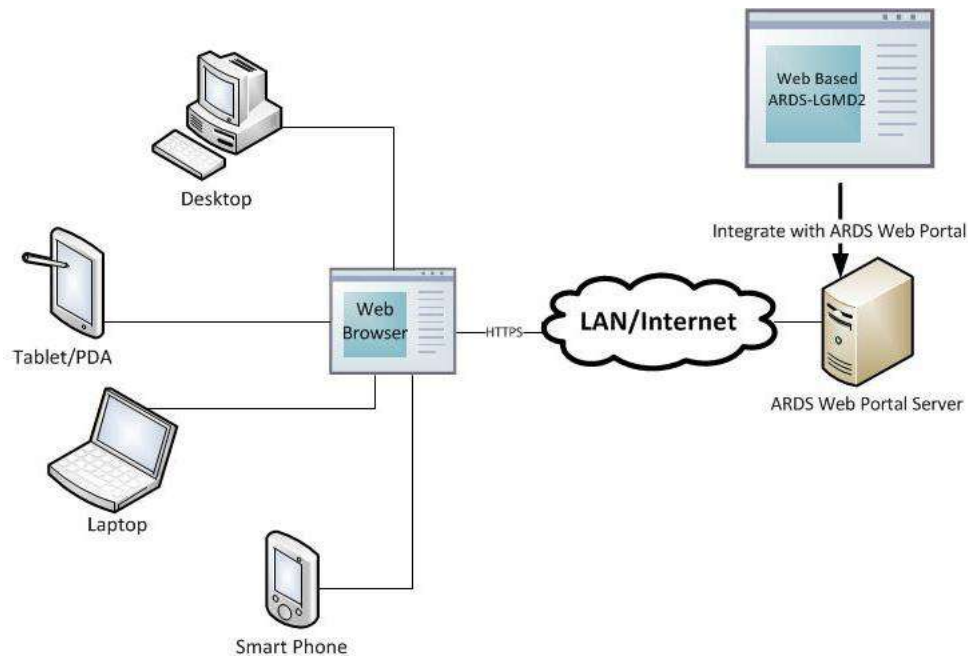 Web Based
ARDS-LGMD2
Desktop
Integrate with ARDS Web Portal
Web
Browser
HTTPS
LAN/Internet
Tablet/PDA
ARDS Web Portal Server
Laptop
Smart Phone